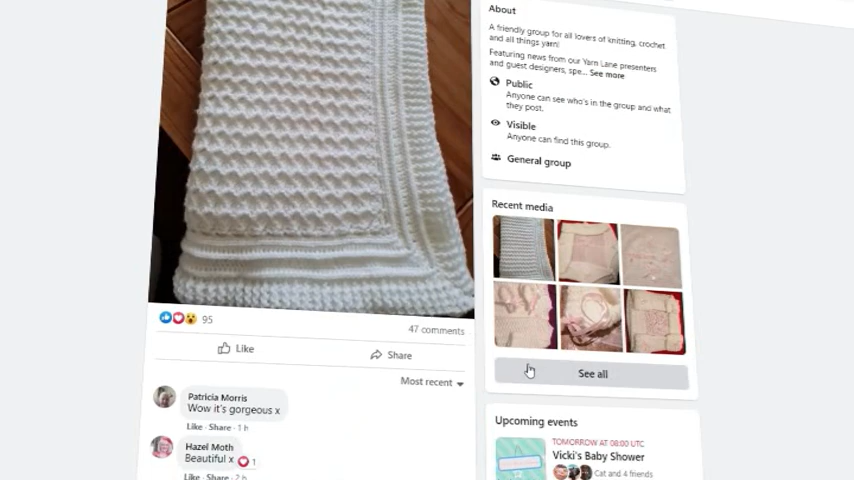 95
47 comments
Like
Share
Most recent
Patricia Morris
Wow it's gorgeous x
Like · Share · 1 h
Hazel Moth
Beautiful x
1
Like · Share · 2 h
About
A friendly group for all lovers of knitting, crochet
and all things yarn!
Featuring news from our Yarn Lane presenters
and guest designers, spe... See more
Public
Anyone can see who's in the group and what
they post.
Visible
Anyone can find this group.
General group
Recent media
See all
Upcoming events
TOMORROW AT 08:00 UTC
Vicki's Baby Shower
Cat and 4 friends